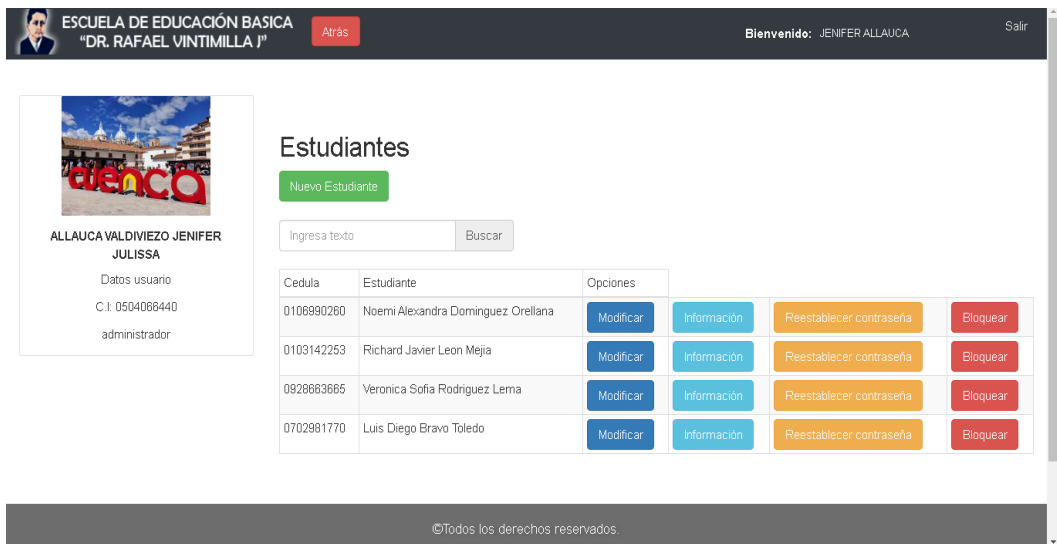 ESCUELA DE EDUCACIÓN BASICA
"DR. RAFAEL VINTIMILLA J"
Atrás
Bienvenido: JENIFER ALLAUCA
Salir
cuenca
ALLAUCA VALDIVIEZO JENIFER
JULISSA
Datos usuario
C.I: 0504066440
administrador
Estudiantes
Nuevo Estudiante
Ingresa texto Buscar
Cedula Estudiante Opciones
0106990260 Noemi Alexandra Dominguez Orellana Modificar Información Reestablecer contraseña Bloquear
0103142253 Richard Javier Leon Mejia Modificar Información Reestablecer contraseña Bloquear
0928663665 Veronica Sofia Rodriguez Lema Modificar Información Reestablecer contraseña Bloquear
0702981770 Luis Diego Bravo Toledo Modificar Información Reestablecer contraseña Bloquear
©Todos los derechos reservados.